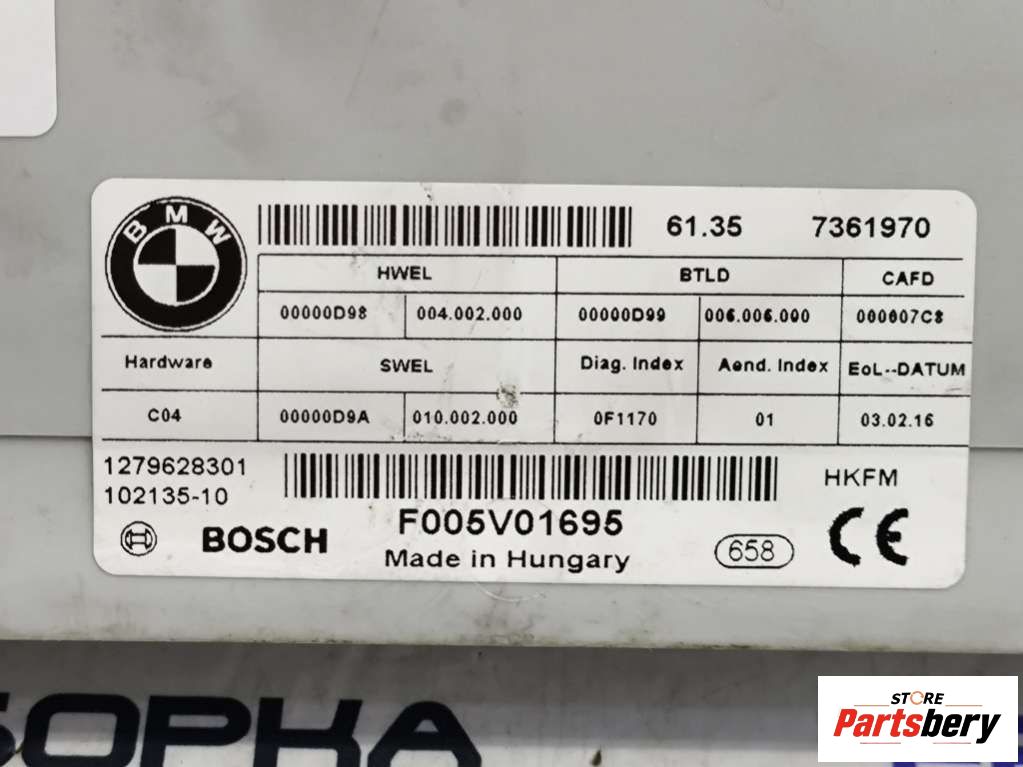 BMW
61.35 7361970
HWEL BTLD CAFD
00000D98 004.002.000 00000D99 006.006.000 000007C8
Hardware SWEL Diag. Index Aend. Index EoL--DATUM
C04 00000D9A 010.002.000 0F1170 01 03.02.16
1279628301 HKFM
102135-10
BOSCH F005V01695 658 CE
Made in Hungary
БОРКА
STORE
Partsbery